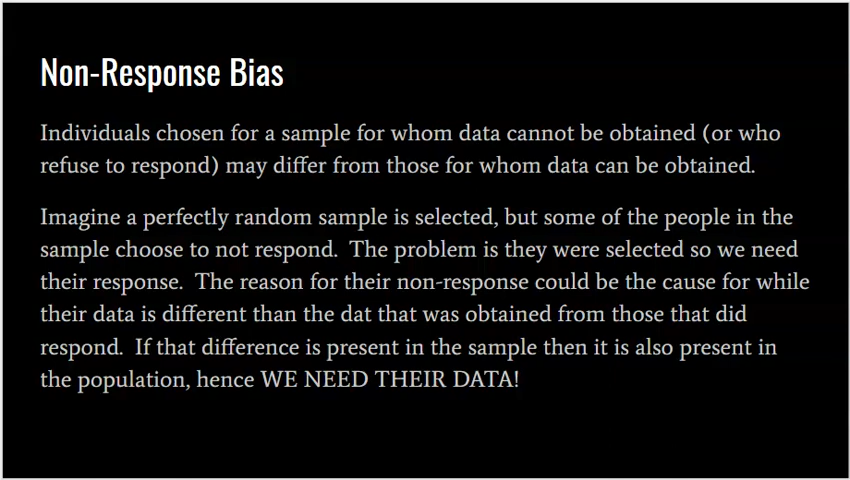 Non-Response Bias
Individuals chosen for a sample for whom data cannot be obtained (or who
refuse to respond) may differ from those for whom data can be obtained.
Imagine a perfectly random sample is selected, but some of the people in the
sample choose to not respond.  The problem is they were selected so we need
their response.  The reason for their non-response could be the cause for while
their data is different than the dat that was obtained from those that did
respond.  If that difference is present in the sample then it is also present in
the population, hence WE NEED THEIR DATA!